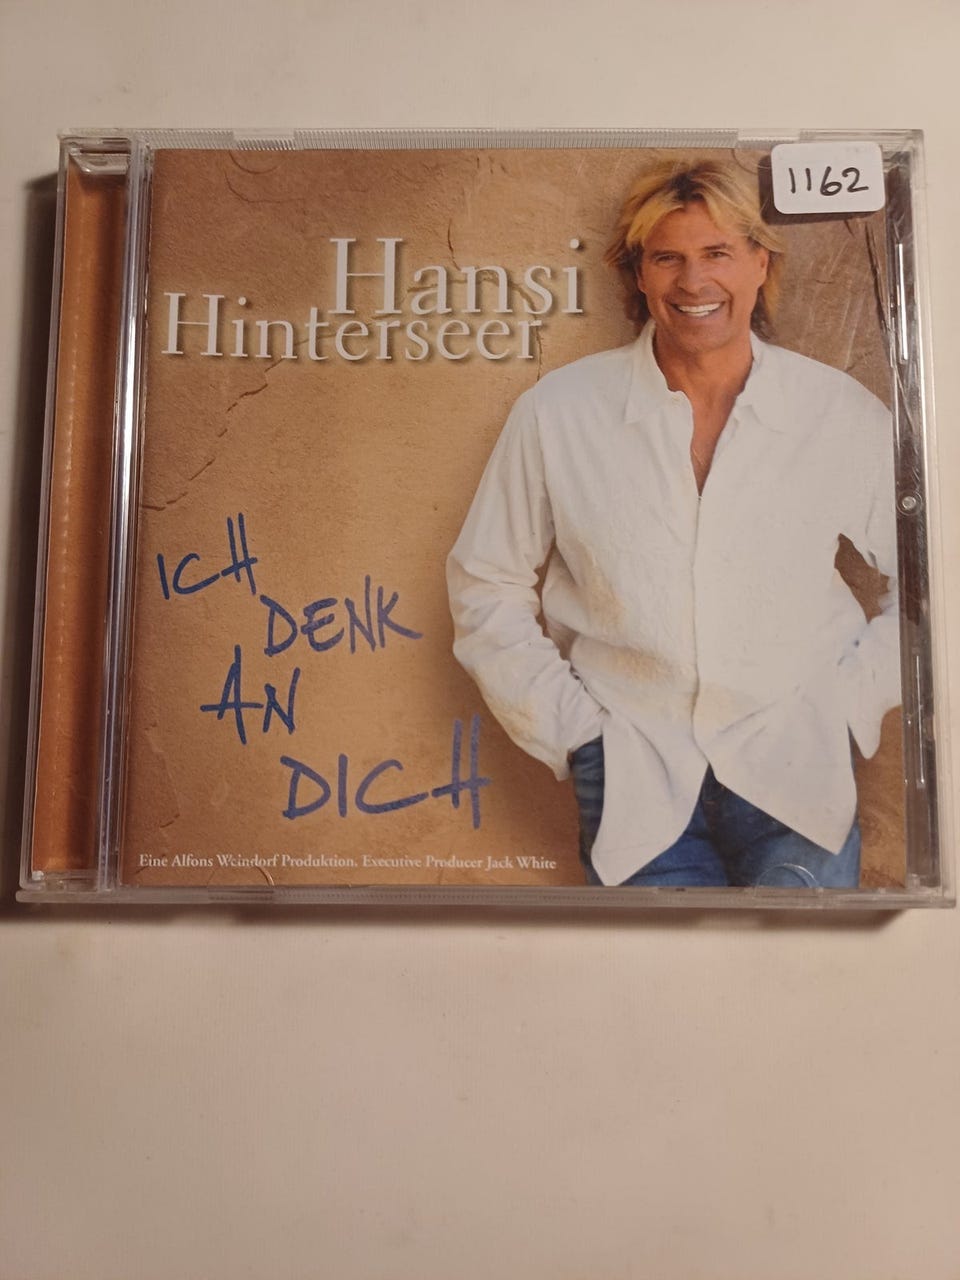 1162
Hansi
Hinterseer
ICH
DENK
AN
DICH
Eine Alfons Weindorf Produktion. Executive Producer Jack White